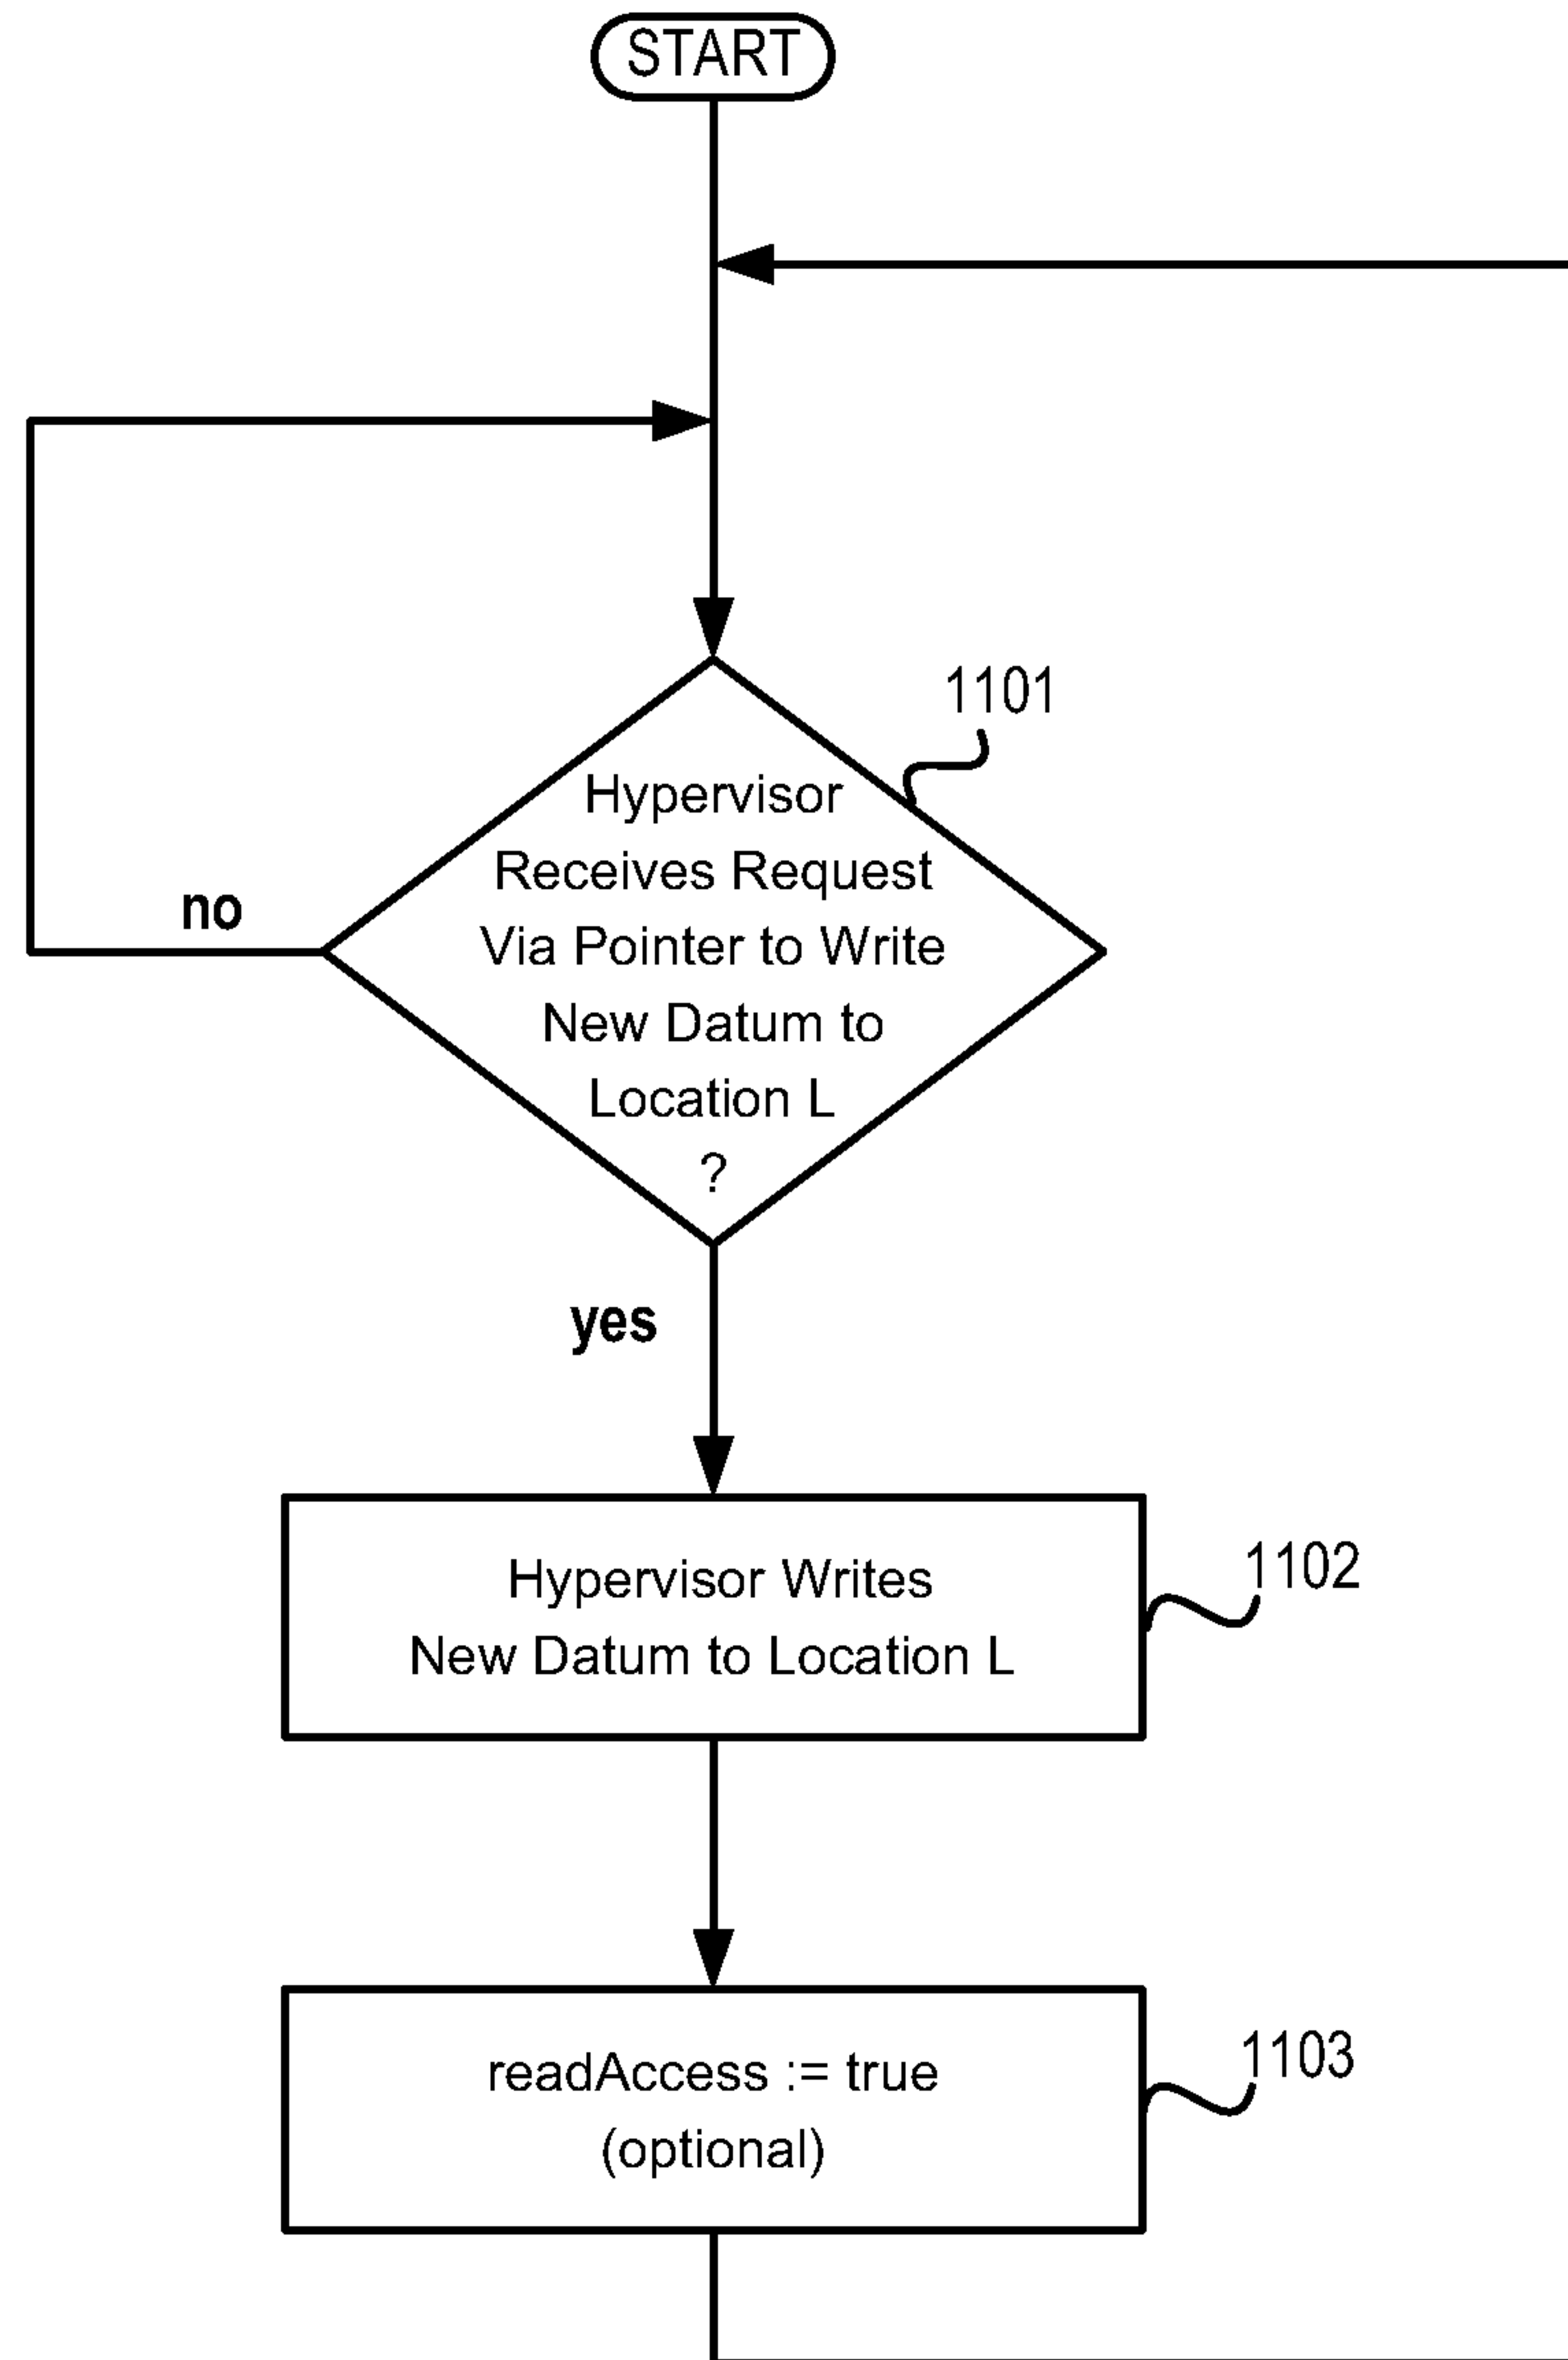 START
1101
Hypervisor
Receives Request
Via Pointer to Write
New Datum to
Location L
?
no
yes
Hypervisor Writes
New Datum to Location L
1102
readAccess := true
(optional)
1103